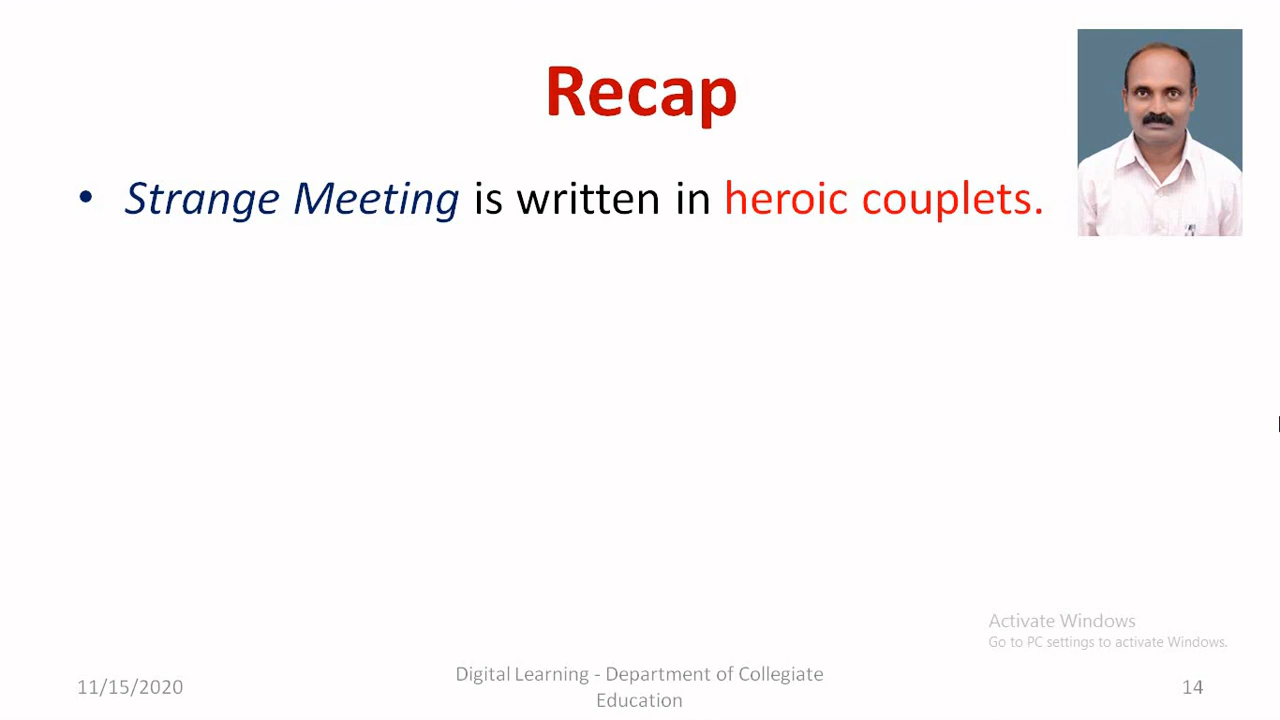 Recap
• Strange Meeting is written in heroic couplets.
Activate Windows
Go to PC settings to activate Windows.
11/15/2020
Digital Learning - Department of Collegiate
Education
14